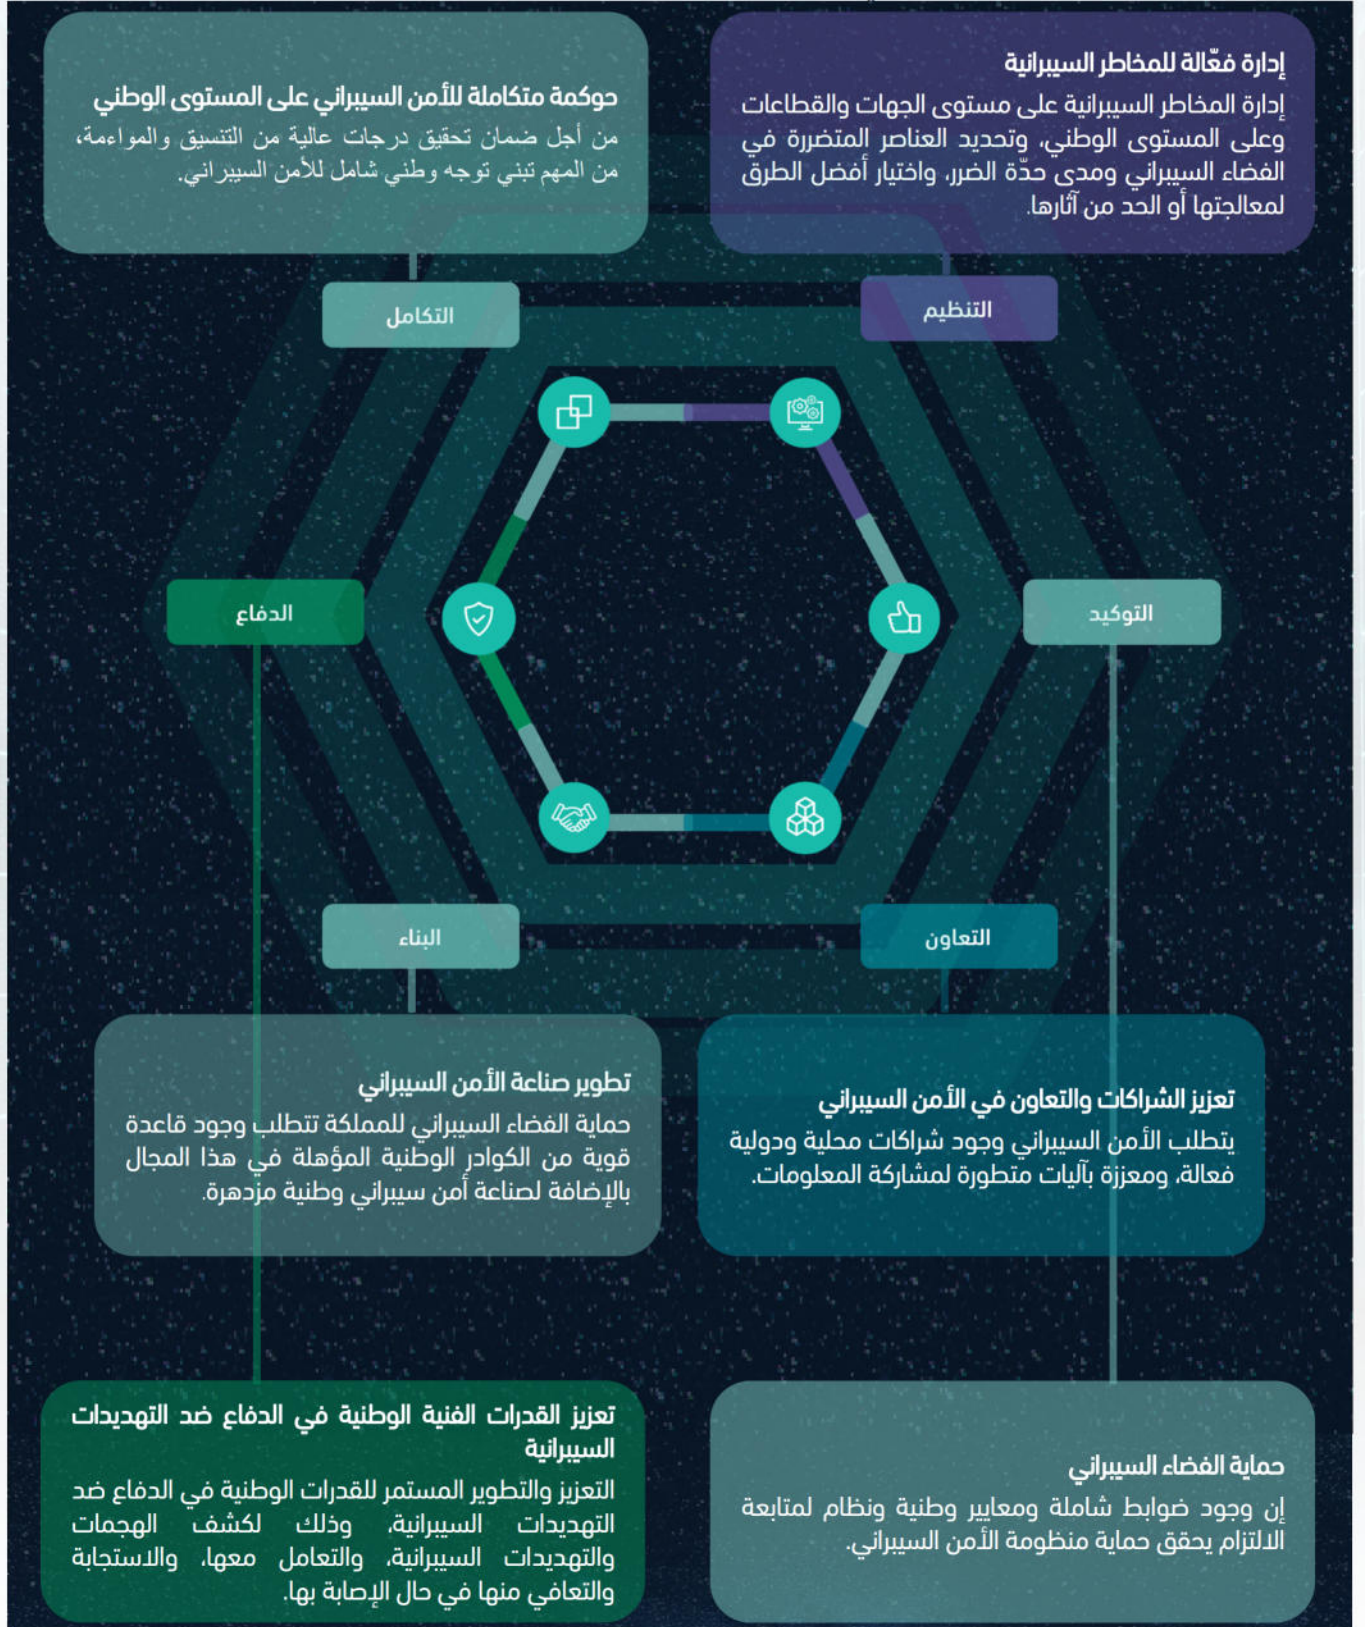 إدارة فعّالة للمخاطر السيبرانية
إدارة المخاطر السيبرانية على مستوى الجهات والقطاعات
وعلى المستوى الوطني، وتحديد العناصر المتضررة في
الفضاء السيبراني ومدى حدّة الضرر، واختيار أفضل الطرق
لمعالجتها أو الحد من آثارها.
حوكمة متكاملة للأمن السيبراني على المستوى الوطني
من أجل ضمان تحقيق درجات عالية من التنسيق والمواءمة،
من المهم تبني توجه وطني شامل للأمن السيبراني.
التنظيم
التكامل
التوكيد
الدفاع
التعاون
البناء
تعزيز الشراكات والتعاون في الأمن السيبراني
يتطلب الأمن السيبراني وجود شراكات محلية ودولية
فعالة، ومعززة بآليات متطورة لمشاركة المعلومات.
تطوير صناعة الأمن السيبراني
حماية الفضاء السيبراني للمملكة تتطلب وجود قاعدة
قوية من الكوادر الوطنية المؤهلة في هذا المجال
بالإضافة لصناعة أمن سيبراني وطنية مزدهرة.
حماية الفضاء السيبراني
إن وجود ضوابط شاملة ومعايير وطنية ونظام لمتابعة
الالتزام يحقق حماية منظومة الأمن السيبراني.
تعزيز القدرات الفنية الوطنية في الدفاع ضد التهديدات
السيبرانية
التعزيز والتطوير المستمر للقدرات الوطنية في الدفاع ضد
التهديدات السيبرانية، وذلك لكشف الهجمات
والتهديدات السيبرانية، والتعامل معها، والاستجابة
والتعافي منها في حال الإصابة بها.